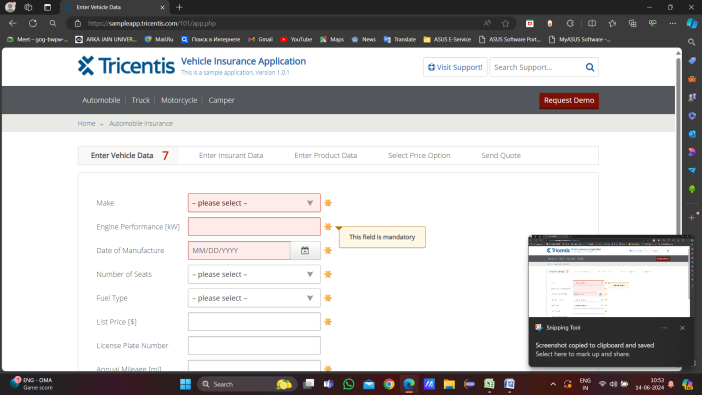 Enter Vehicle Data
https://sampleapp.tricentis.com/101/app.php
Meet – gog-bwpw-...
ARKA JAIN UNIVER...
Mail.Ru
Поиск в Интернете
Gmail
YouTube
Maps
News
Translate
ASUS E-Service
ASUS Software Port...
MyASUS Software -...
Tricentis
Vehicle Insurance Application
This is a sample application, Version 1.0.1
Visit Support!
Search Support...
Automobile
Truck
Motorcycle
Camper
Request Demo
Home » Automobile Insurance
Enter Vehicle Data 7
Enter Insurant Data
Enter Product Data
Select Price Option
Send Quote
Make
– please select –
Engine Performance [kW]
This field is mandatory
Date of Manufacture
MM/DD/YYYY
Number of Seats
– please select –
Fuel Type
– please select –
List Price [$]
License Plate Number
Annual Mileage [mi]
Snipping Tool
Screenshot copied to clipboard and saved
Select here to mark up and share.
1
ENG - OMA
Game score
Search
ENG
IN
10:53
14-06-2024